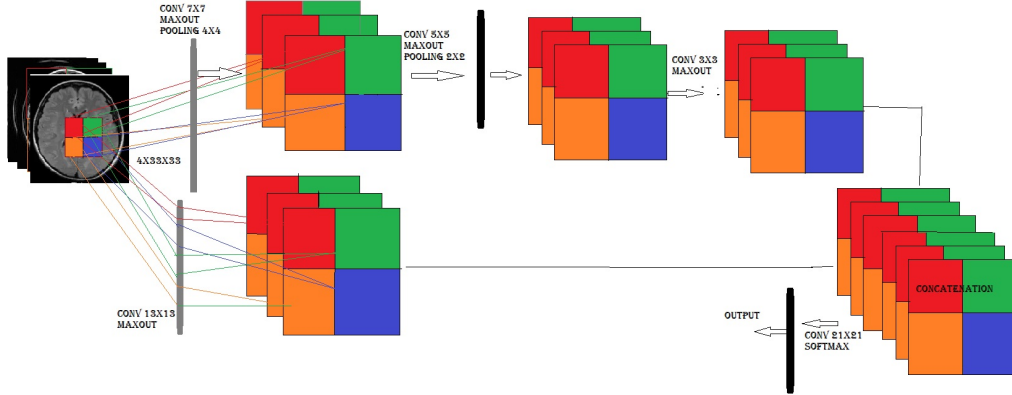 CONV 7X7
MAXOUT
POOLING 4X4
CONV 5X5
MAXOUT
POOLING 2X2
CONV 3X3
MAXOUT
4X33X33
CONV 13X13
MAXOUT
CONCATENATION
OUTPUT
CONV 21X21
SOFTMAX